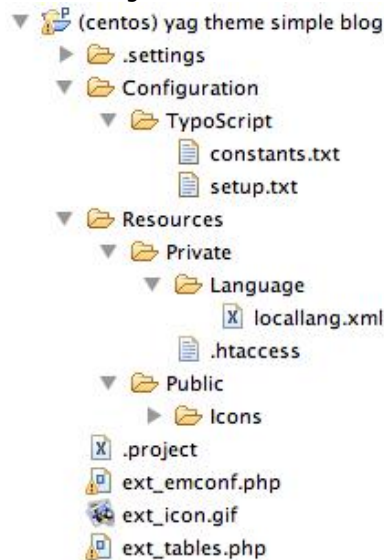 (centos) yag theme simple blog
.settings
Configuration
TypoScript
constants.txt
setup.txt
Resources
Private
Language
locallang.xml
.htaccess
Public
Icons
.project
ext_emconf.php
ext_icon.gif
ext_tables.php